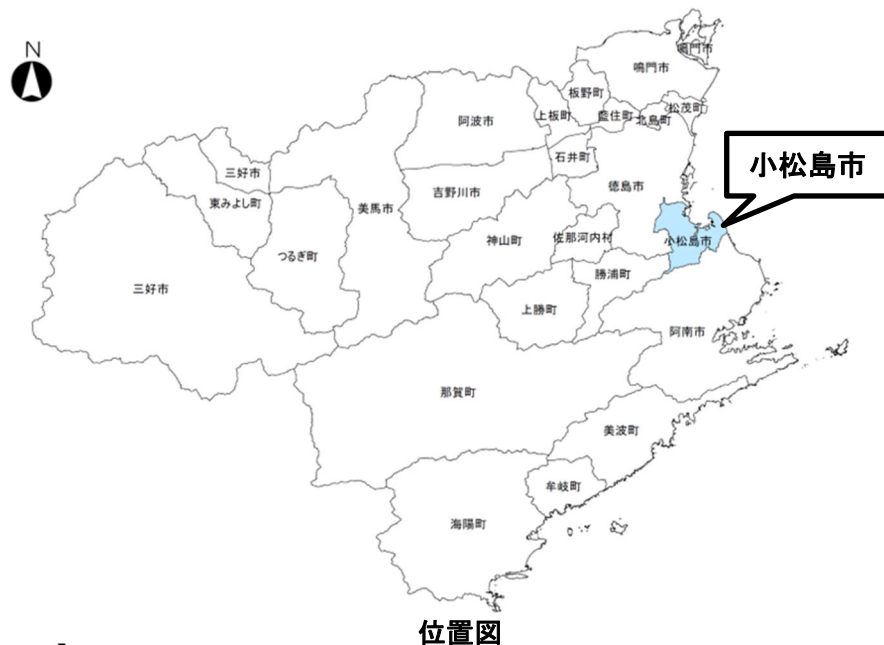 N
鳴門市
鳴門市
板野町
松茂町
上板町
藍住町
北島町
阿波市
石井町
小松島市
三好市
吉野川市
徳島市
東みよし町
美馬市
神山町
佐那河内村
小松島市
つるぎ町
勝浦町
三好市
上勝町
阿南市
那賀町
美波町
牟岐町
海陽町
位置図